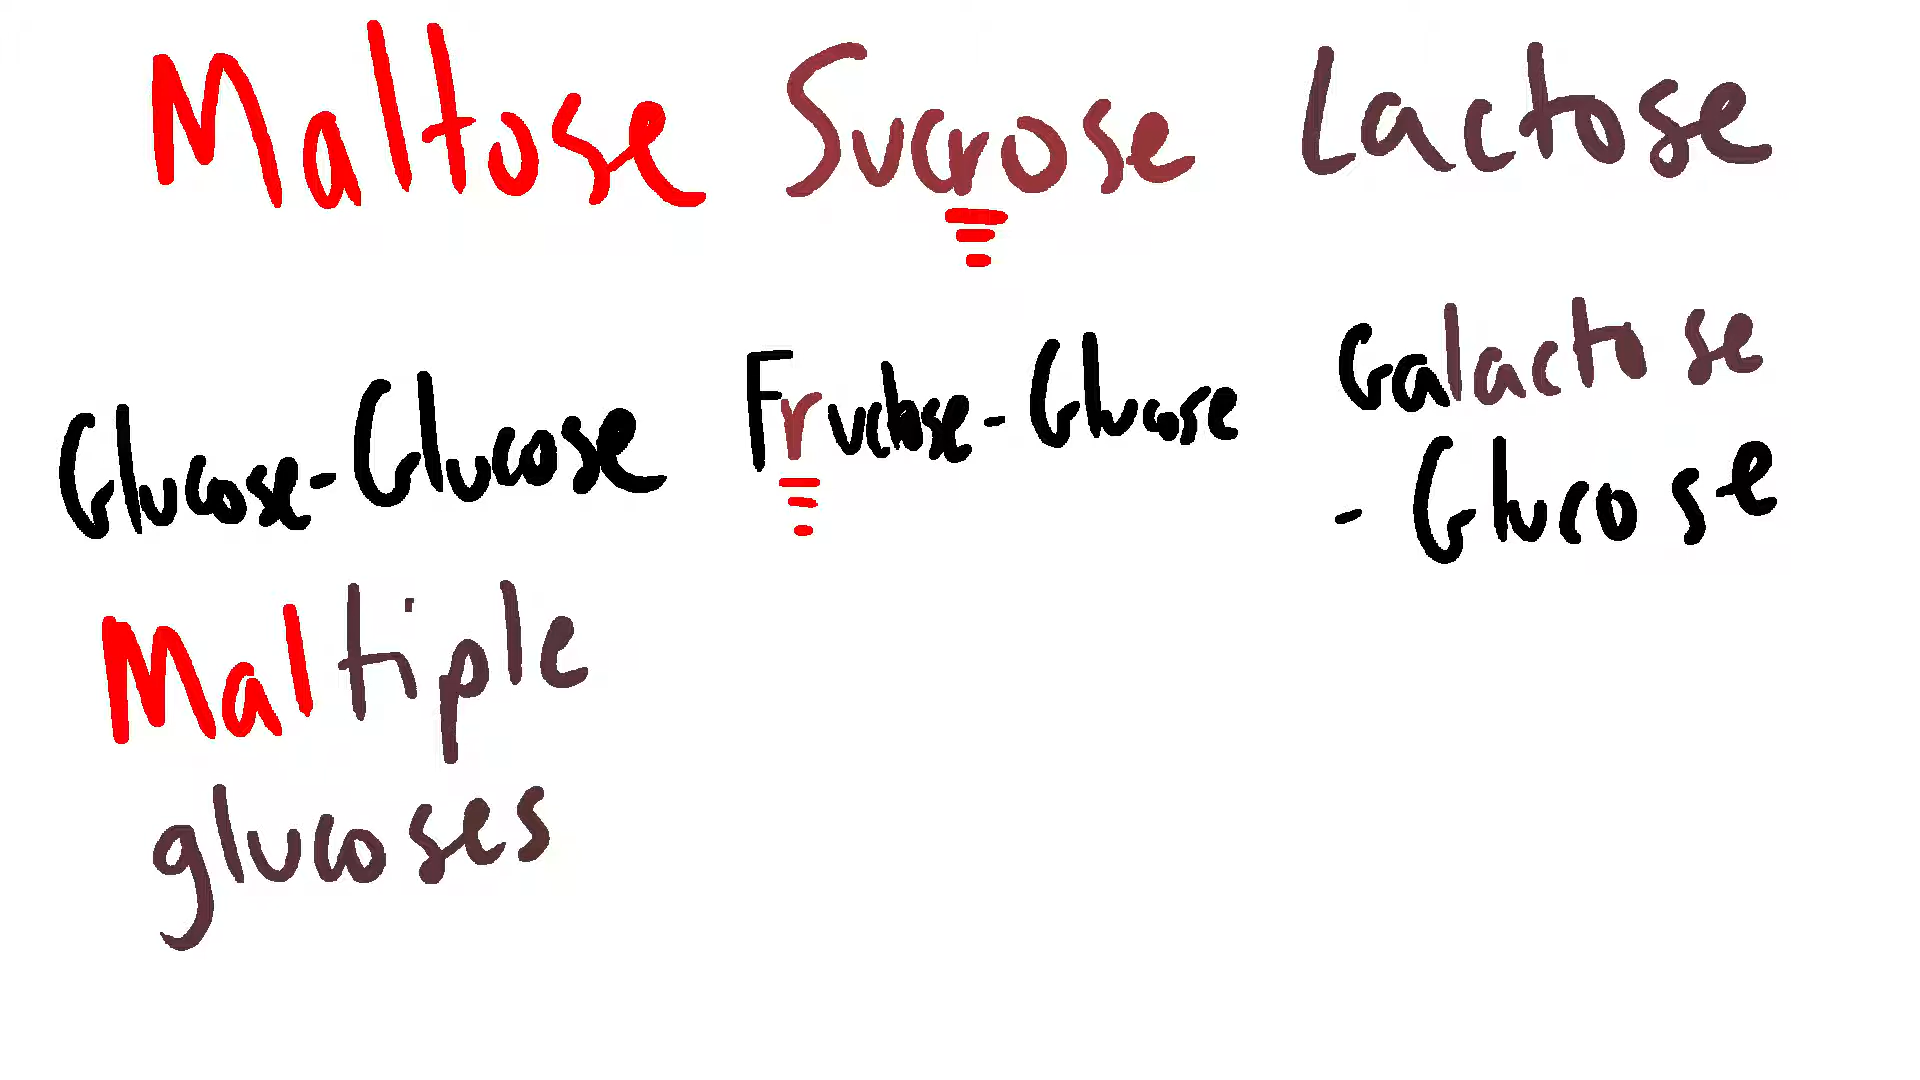 Maltose Sucrose Lactose
Glucose-Glucose
Fructose-Glucose
Galactose
-Glucose
Maltiple
glucoses